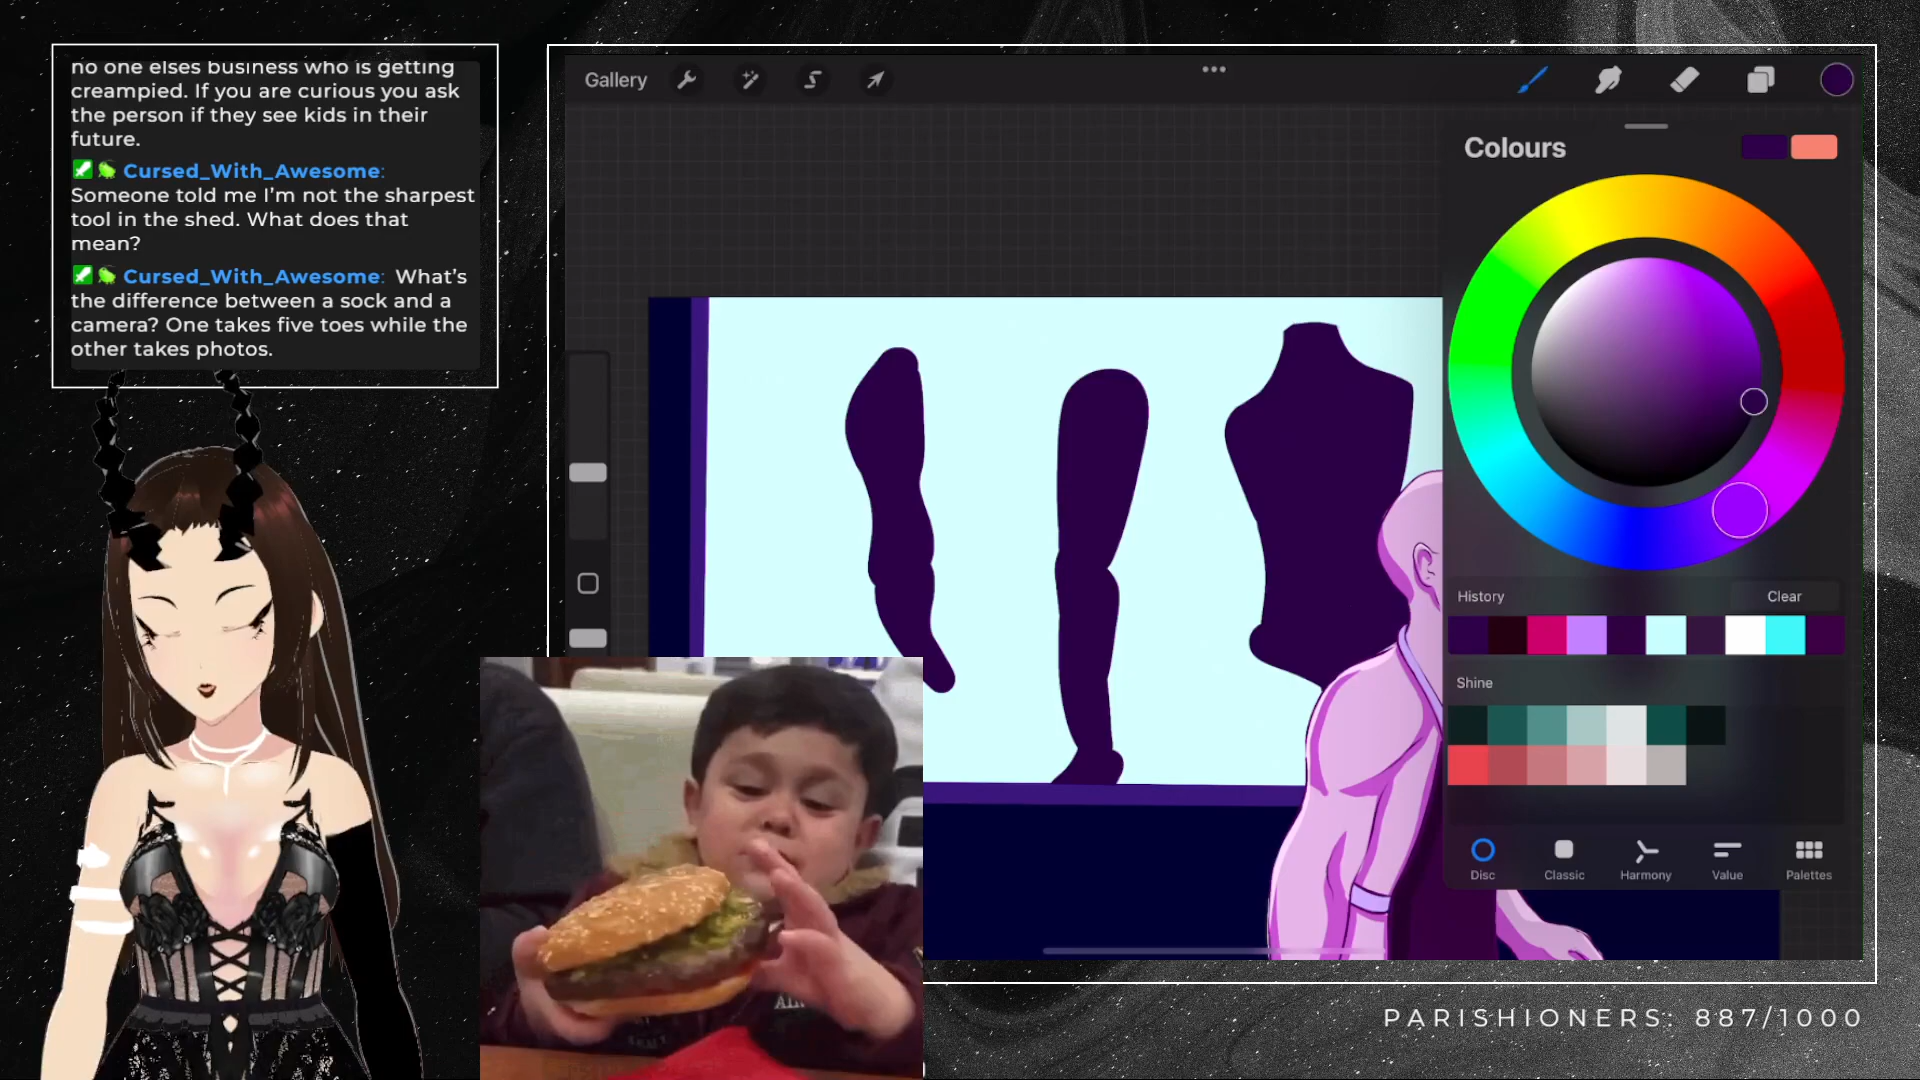 no one elses business who is getting
creampied. If you are curious you ask
the person if they see kids in their
future.
Cursed_With_Awesome:
Someone told me I'm not the sharpest
tool in the shed. What does that
mean?
Cursed_With_Awesome: What's
the difference between a sock and a
camera? One takes five toes while the
other takes photos.
Gallery
Colours
History
Clear
Shine
Disc
Classic
Harmony
Value
Palettes
PARISHIONERS: 887/1000